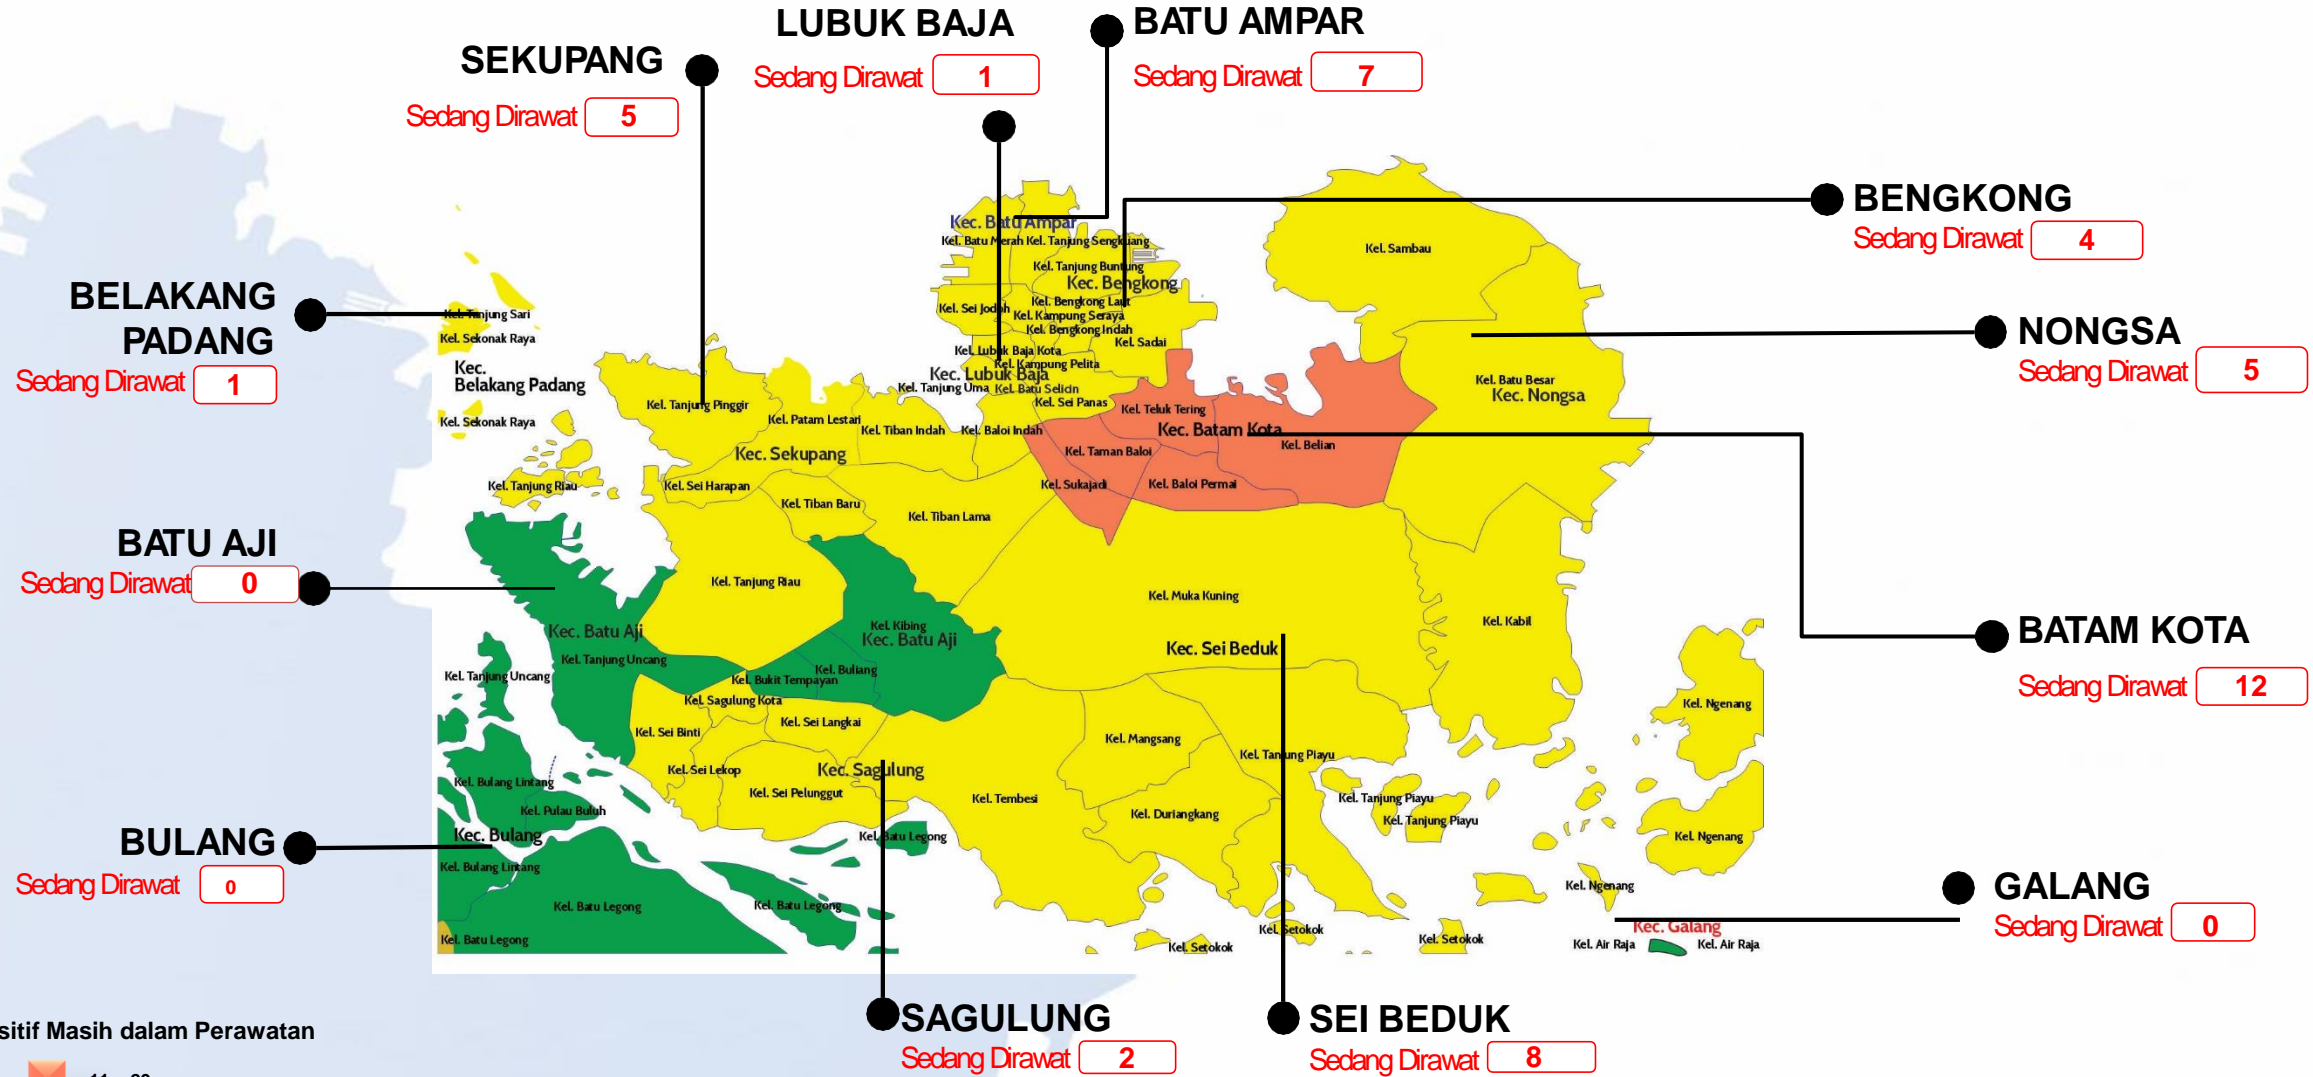 LUBUK BAJA
Sedang Dirawat 1
BATU AMPAR
Sedang Dirawat 7
SEKUPANG
Sedang Dirawat 5
BENGKONG
Sedang Dirawat 4
BELAKANG
PADANG
Sedang Dirawat 1
NONGSA
Sedang Dirawat 5
BATU AJI
Sedang Dirawat 0
BATAM KOTA
Sedang Dirawat 12
BULANG
Sedang Dirawat 0
GALANG
Sedang Dirawat 0
SAGULUNG
Sedang Dirawat 2
SEI BEDUK
Sedang Dirawat 8
Kec. Batu Ampar
Kel. Batu Merah Kel. Tanjung Sengkuang
Kel. Tanjung Buntung
Kec. Bengkong
Kel. Bengkong Laut
Kel. Sei Jodoh
Kel. Kampung Seraya
Kel. Bengkong Indah
Kel. Sadai
Kel. Lubuk Baja Kota
Kel. Kampung Pelita
Kec. Lubuk Baja
Kel. Tanjung Uma Kel. Batu Selicin
Kel. Sei Panas
Kel. Sambau
Kel. Batu Besar
Kec. Nongsa
Kel. Tanjung Sari
Kel. Sekonak Raya
Kec.
Belakang Padang
Kel. Sekonak Raya
Kel. Tanjung Pinggir
Kel. Patam Lestari
Kel. Tiban Indah
Kel. Baloi Indah
Kel. Teluk Tering
Kec. Batam Kota
Kel. Belian
Kel. Taman Baloi
Kec. Sekupang
Kel. Sukajadi
Kel. Baloi Permai
Kel. Tanjung Riau
Kel. Sei Harapan
Kel. Tiban Baru
Kel. Tiban Lama
Kel. Tanjung Riau
Kel. Muka Kuning
Kel. Kabil
Kec. Batu Aji
Kel. Kibing
Kec. Batu Aji
Kec. Sei Beduk
Kel. Tanjung Uncang
Kel. Tanjung Uncang
Kel. Buliang
Kel. Bukit Tempayan
Kel. Sagulung Kota
Kel. Ngenang
Kel. Sei Binti
Kel. Sei Langkai
Kel. Mangsang
Kel. Tanjung Piayu
Kel. Sei Lekop
Kec. Sagulung
Kel. Bulang Lintang
Kel. Sei Pelunggut
Kel. Tembesi
Kel. Tanjung Piayu
Kel. Pulau Buluh
Kel. Duriangkang
Kel. Tanjung Piayu
Kec. Bulang
Kel. Batu Legong
Kel. Ngenang
Kel. Bulang Lintang
Kel. Ngenang
Kel. Batu Legong
Kel. Batu Legong
Kel. Batu Legong
Kel. Setokok
Kel. Setokok
Kel. Setokok
Kec. Galang
Kel. Air Raja
Kel. Air Raja
sitif Masih dalam Perawatan